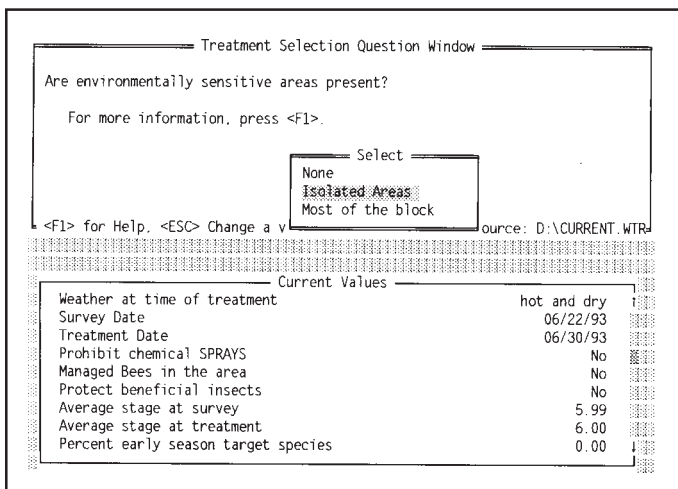 Treatment Selection Question Window
Are environmentally sensitive areas present?
For more information, press <F1>.
Select
None
Isolated Areas
Most of the block
<F1> for Help, <ESC> Change a v ource: D:\CURRENT.WTR
Current Values
Weather at time of treatment hot and dry
Survey Date 06/22/93
Treatment Date 06/30/93
Prohibit chemical SPRAYS No
Managed Bees in the area No
Protect beneficial insects No
Average stage at survey 5.99
Average stage at treatment 6.00
Percent early season target species 0.00